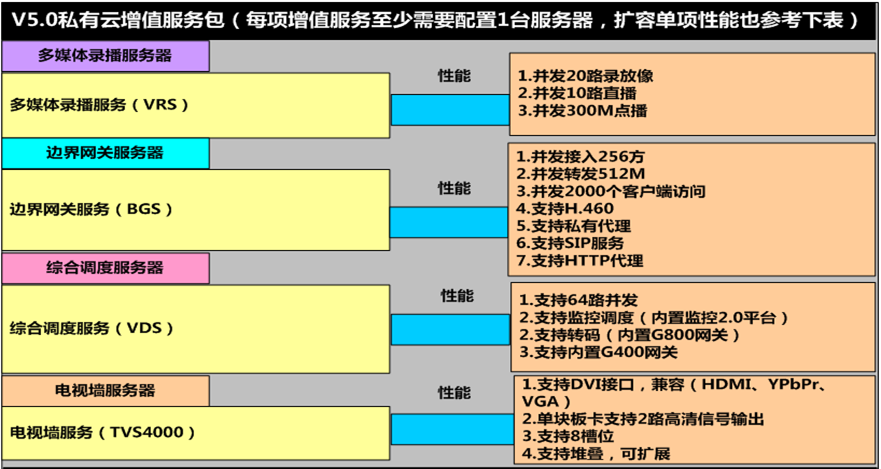 V5.0私有云增值服务包（每项增值服务至少需要配置1台服务器，扩容单项性能也参考下表）
多媒体录播服务器
多媒体录播服务（VRS）
性能
1.并发20路录放像
2.并发10路直播
3.并发300M点播
边界网关服务器
边界网关服务（BGS）
性能
1.并发接入256方
2.并发转发512M
3.并发2000个客户端访问
4.支持H.460
5.支持私有代理
6.支持SIP服务
7.支持HTTP代理
综合调度服务器
综合调度服务（VDS）
性能
1.支持64路并发
2.支持监控调度（内置监控2.0平台）
2.支持转码（内置G800网关）
3.支持内置G400网关
电视墙服务器
电视墙服务（TVS4000）
性能
1.支持DVI接口，兼容（HDMI、YPbPr、
VGA）
2.单块板卡支持2路高清信号输出
3.支持8槽位
4.支持堆叠，可扩展